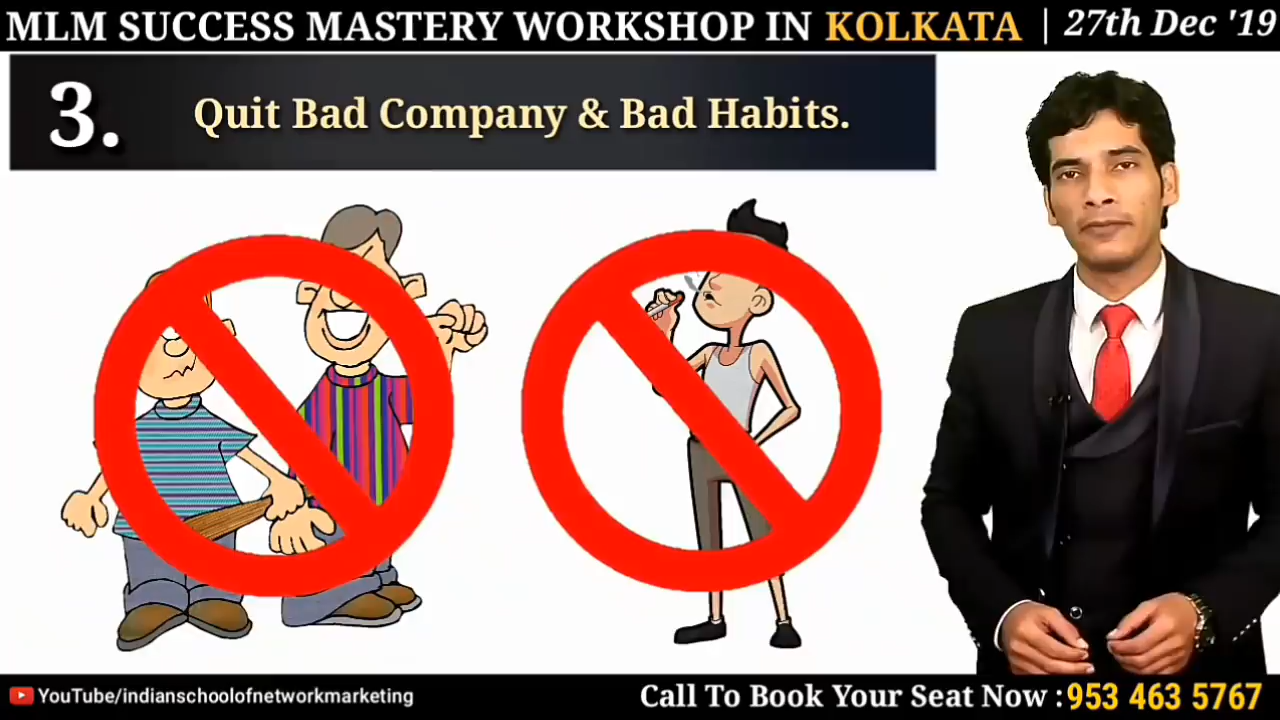 MLM SUCCESS MASTERY WORKSHOP IN KOLKATA | 27th Dec '19
3. Quit Bad Company & Bad Habits.
YouTube/indianschoolofnetworkmarketing
Call To Book Your Seat Now :953 463 5767